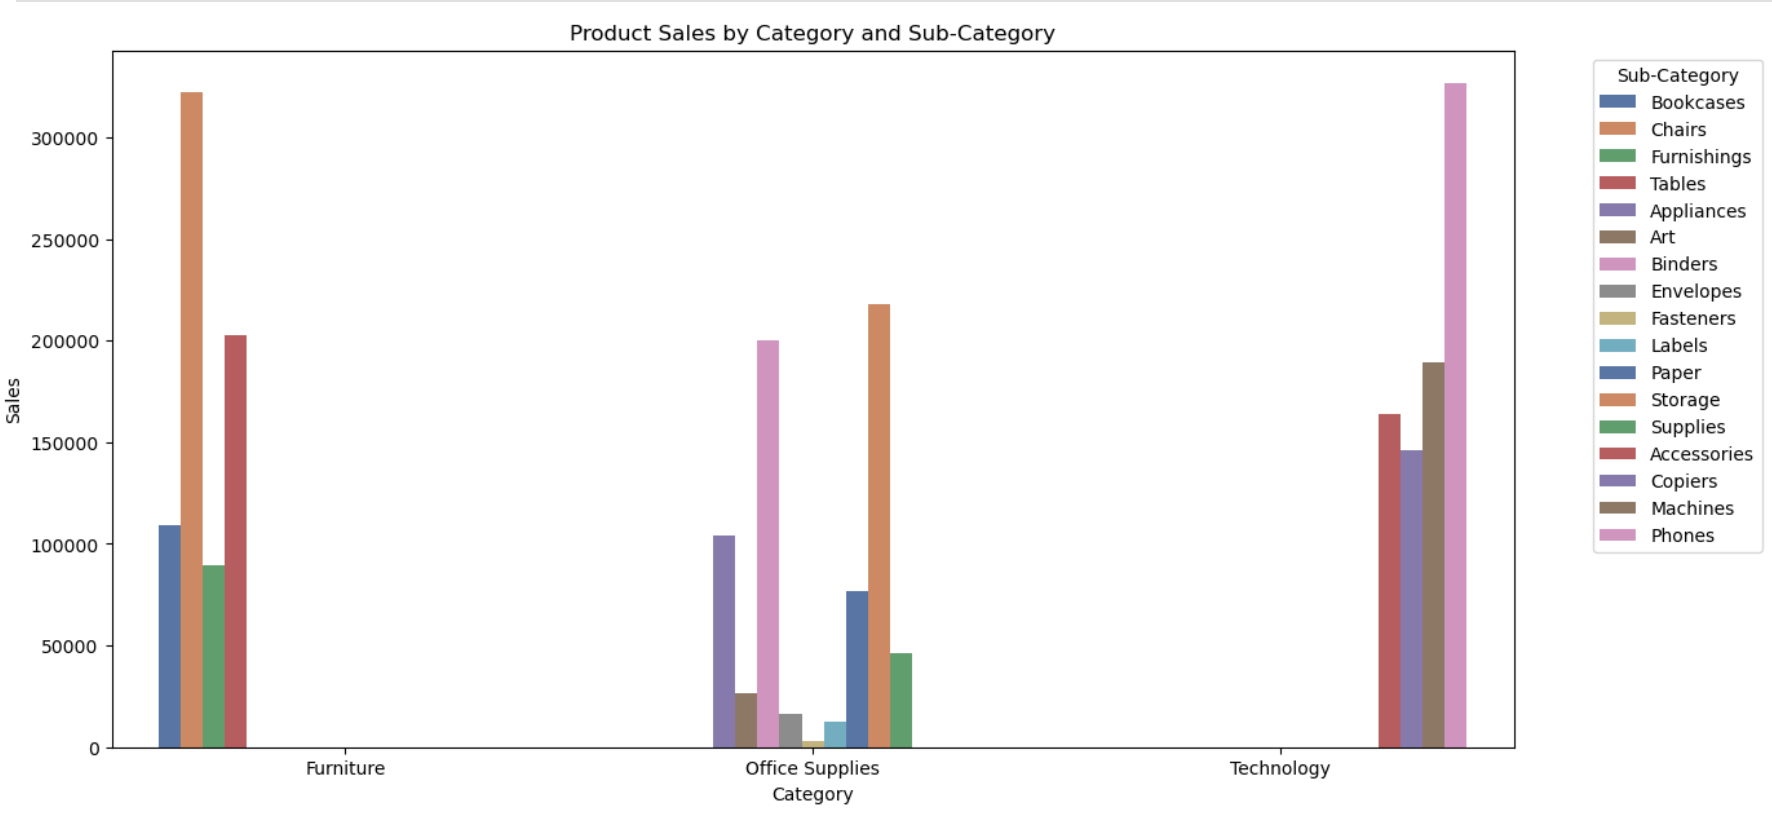 Product Sales by Category and Sub-Category
Sales
300000
250000
200000
150000
100000
50000
0
Furniture
Office Supplies
Technology
Category
Sub-Category
Bookcases
Chairs
Furnishings
Tables
Appliances
Art
Binders
Envelopes
Fasteners
Labels
Paper
Storage
Supplies
Accessories
Copiers
Machines
Phones